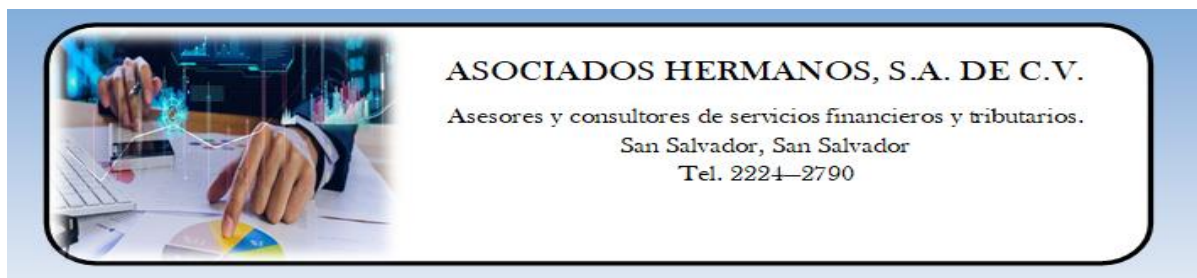 ASOCIADOS HERMANOS, S.A. DE C.V.
Asesores y consultores de servicios financieros y tributarios.
San Salvador, San Salvador
Tel. 2224—2790